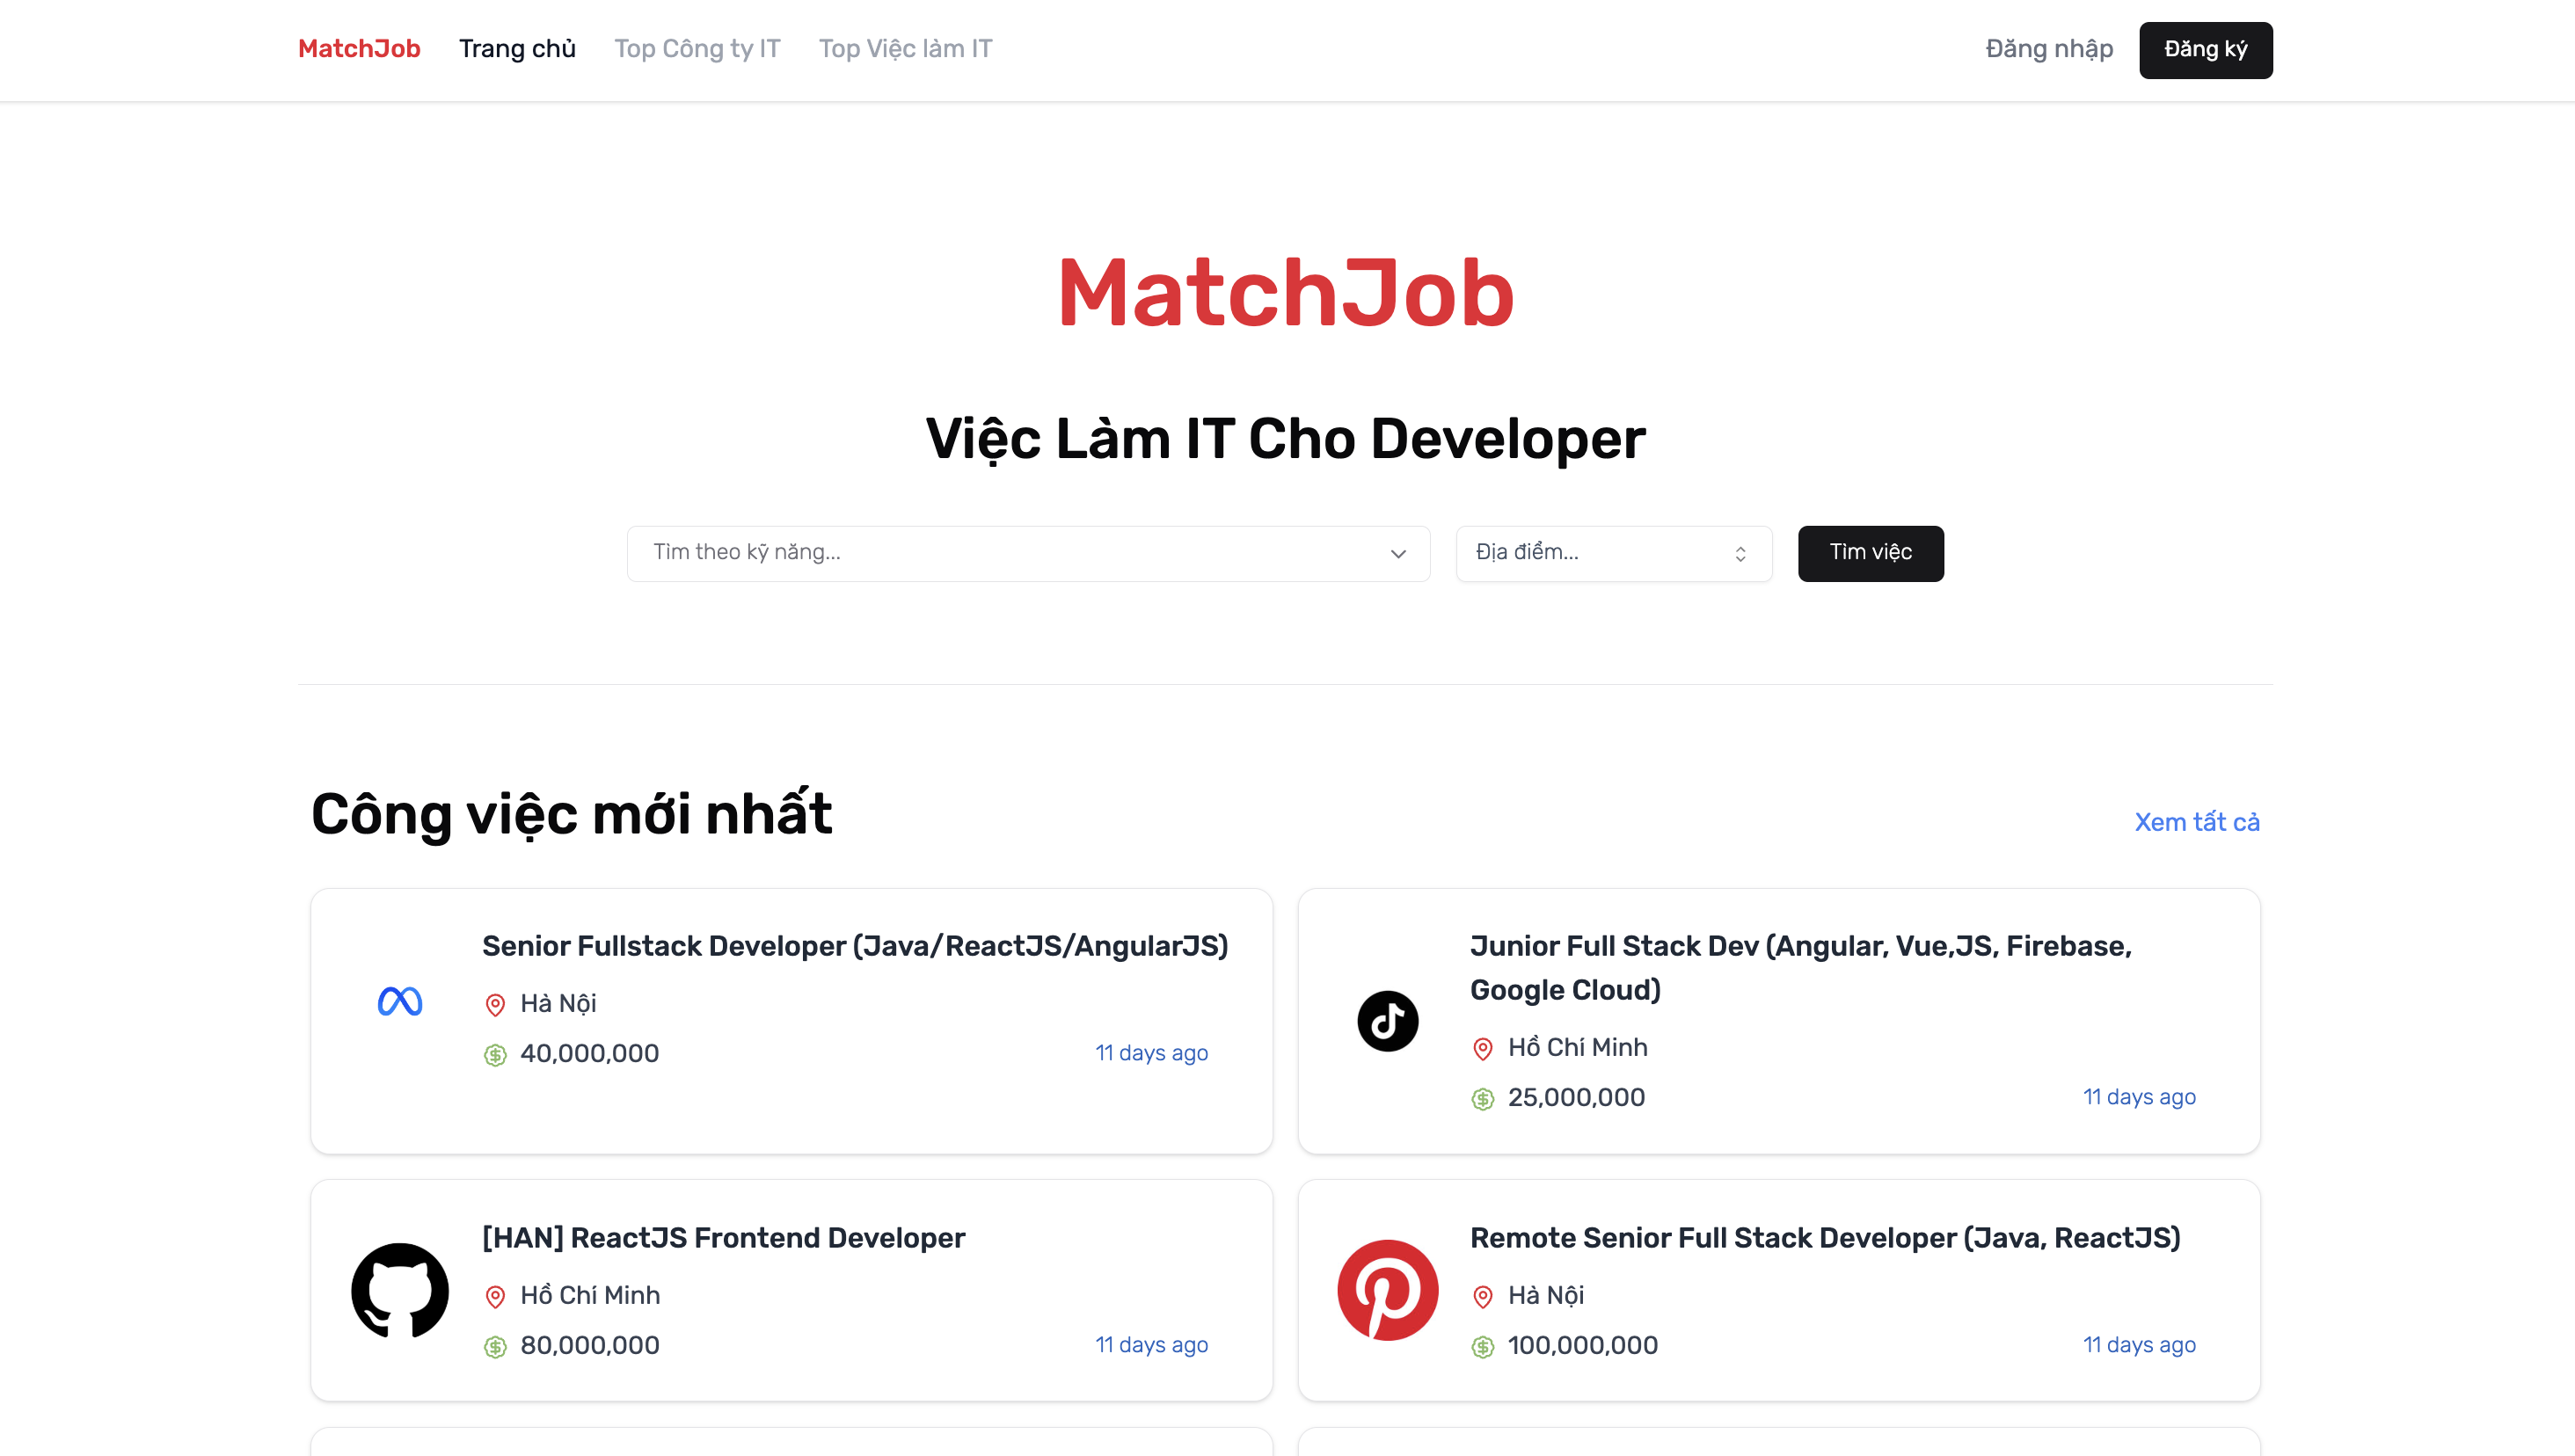 MatchJob Trang chủ Top Công ty IT Top Việc làm IT Đăng nhập Đăng ký
MatchJob
Việc Làm IT Cho Developer
Tìm theo kỹ năng... Địa điểm... Tìm việc
Công việc mới nhất Xem tất cả
Senior Fullstack Developer (Java/ReactJS/AngularJS)
Hà Nội
40,000,000 11 days ago
Junior Full Stack Dev (Angular, Vue,JS, Firebase,
Google Cloud)
Hồ Chí Minh
25,000,000 11 days ago
[HAN] ReactJS Frontend Developer
Hồ Chí Minh
80,000,000 11 days ago
Remote Senior Full Stack Developer (Java, ReactJS)
Hà Nội
100,000,000 11 days ago